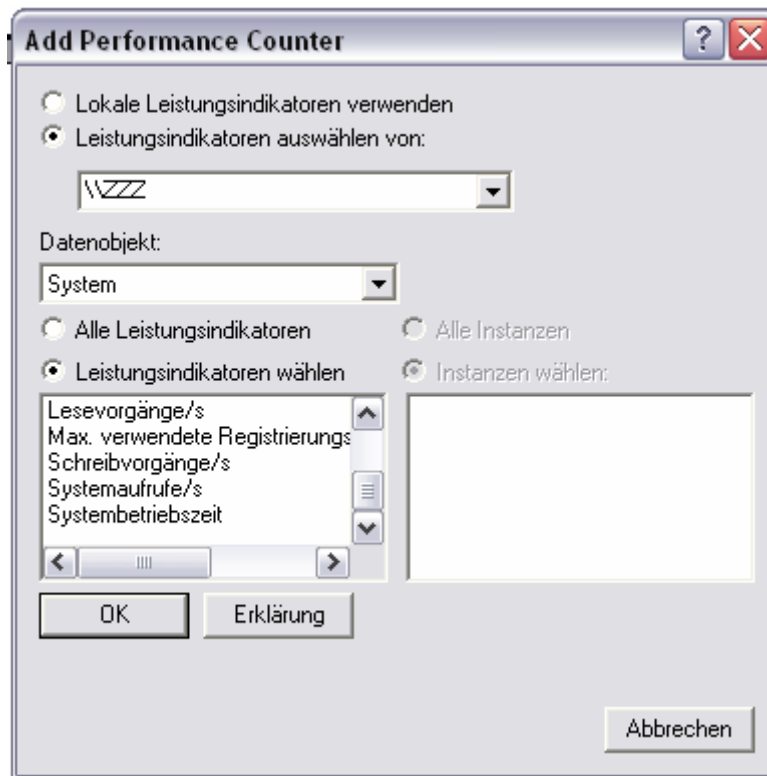 Add Performance Counter
Lokale Leistungsindikatoren verwenden
Leistungsindikatoren auswählen von:
\\ZZZ
Datenobjekt:
System
Alle Leistungsindikatoren
Alle Instanzen
Leistungsindikatoren wählen
Instanzen wählen:
Lesevorgänge/s
Max. verwendete Registrierungs
Schreibvorgänge/s
Systemaufrufe/s
Systembetriebszeit
OK
Erklärung
Abbrechen